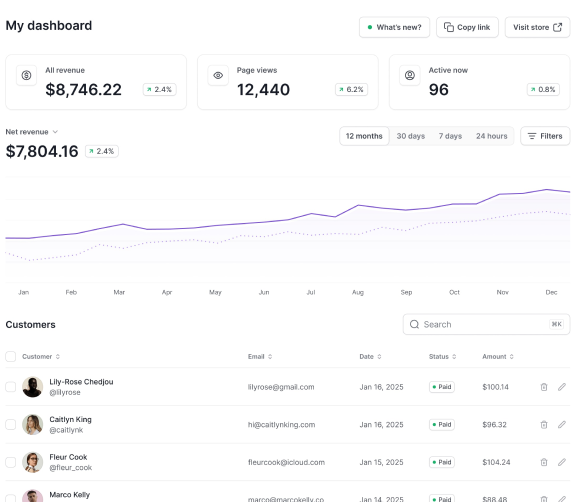 My dashboard
What's new? Copy link Visit store
All revenue
$8,746.22 2.4%
Page views
12,440 6.2%
Active now
96 0.8%
Net revenue
$7,804.16 2.4%
12 months 30 days 7 days 24 hours Filters
Jan Feb Mar Apr May Jun Jul Aug Sep Oct Nov Dec
Customers
Search ⌘K
Customer Email Date Status Amount
Lily-Rose Chedjou
@lilyrose lilyrose@gmail.com Jan 16, 2025 Paid $100.14
Caitlyn King
@caitlynk hi@caitlynking.com Jan 16, 2025 Paid $96.32
Fleur Cook
@fleur_cook fleurcook@icloud.com Jan 15, 2025 Paid $104.24
Marco Kelly
marco@marcokelly.co Jan 14, 2025 Paid $88.48